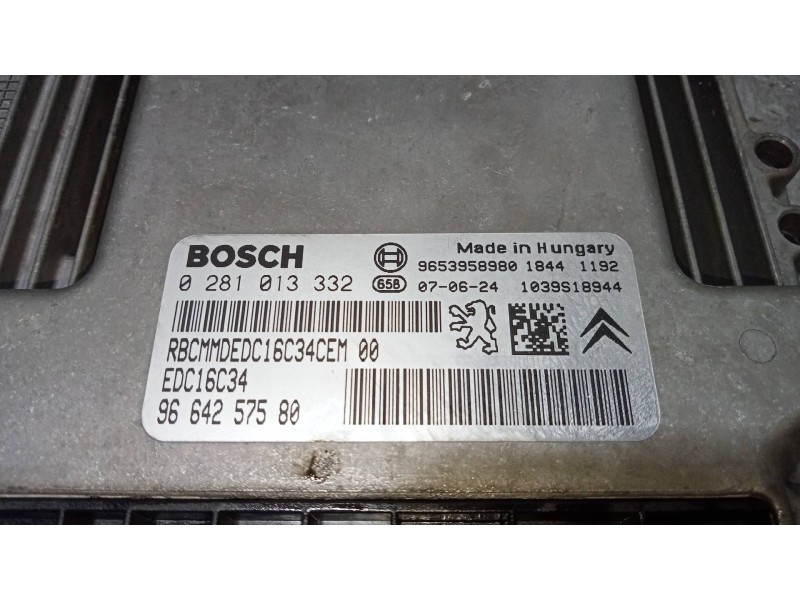 BOSCH
Made in Hungary
9653958980 1844 1192
0 281 013 332
658
07-06-24 1039S18944
RBCMMDEDC16C34CEM 00
EDC16C34
96 642 575 80